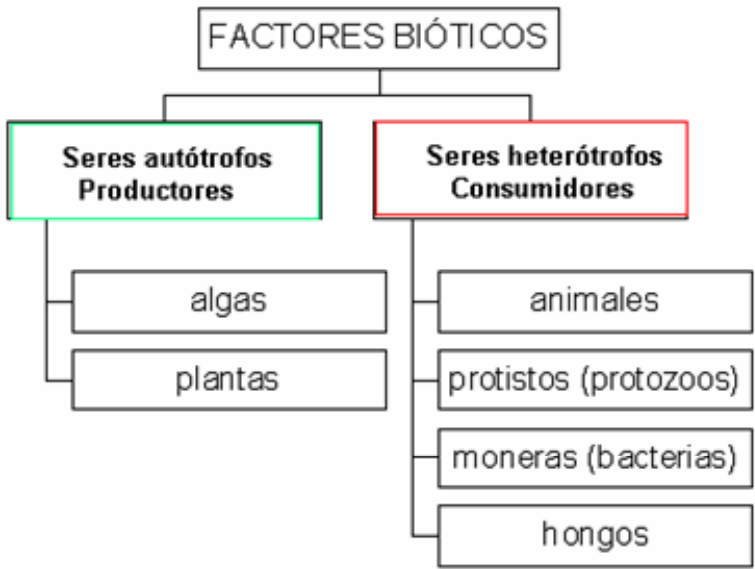 FACTORES BIÓTICOS
Seres autótrofos
Productores
Seres heterótrofos
Consumidores
algas
plantas
animales
protistos (protozoos)
moneras (bacterias)
hongos